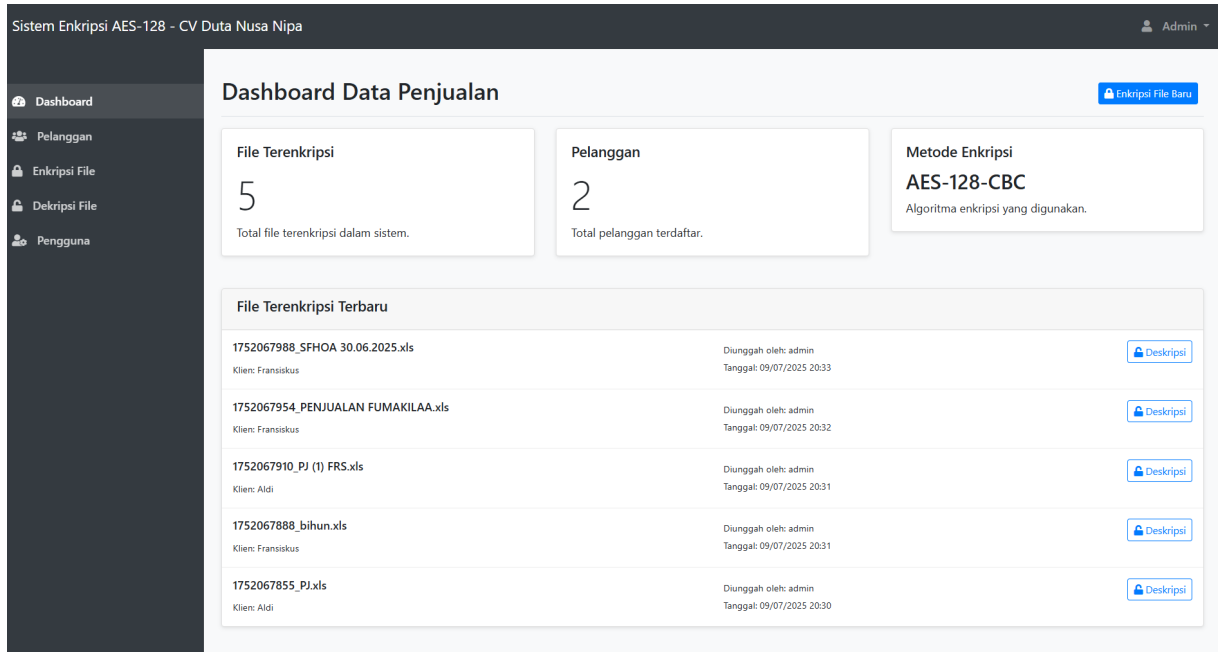 Sistem Enkripsi AES-128 - CV Duta Nusa Nipa
Admin
Dashboard
Pelanggan
Enkripsi File
Dekripsi File
Pengguna
Dashboard Data Penjualan
Enkripsi File Baru
File Terenkripsi
5
Total file terenkripsi dalam sistem.
Pelanggan
2
Total pelanggan terdaftar.
Metode Enkripsi
AES-128-CBC
Algoritma enkripsi yang digunakan.
File Terenkripsi Terbaru
1752067988_SFHOA 30.06.2025.xls
Klien: Fransiskus
Diunggah oleh: admin
Tanggal: 09/07/2025 20:33
Deskripsi
1752067954_PENJUALAN FUMAKILAA.xls
Klien: Fransiskus
Diunggah oleh: admin
Tanggal: 09/07/2025 20:32
Deskripsi
1752067910_PJ (1) FRS.xls
Klien: Aldi
Diunggah oleh: admin
Tanggal: 09/07/2025 20:31
Deskripsi
1752067888_bihun.xls
Klien: Fransiskus
Diunggah oleh: admin
Tanggal: 09/07/2025 20:31
Deskripsi
1752067855_PJ.xls
Klien: Aldi
Diunggah oleh: admin
Tanggal: 09/07/2025 20:30
Deskripsi